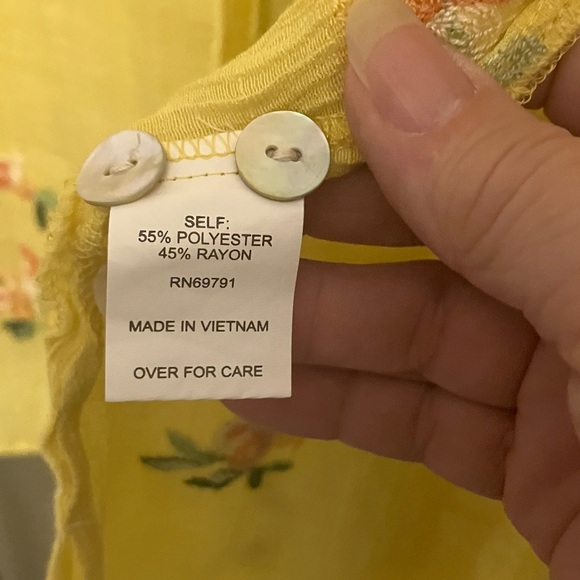 SELF:
55% POLYESTER
45% RAYON
RN69791
MADE IN VIETNAM
OVER FOR CARE